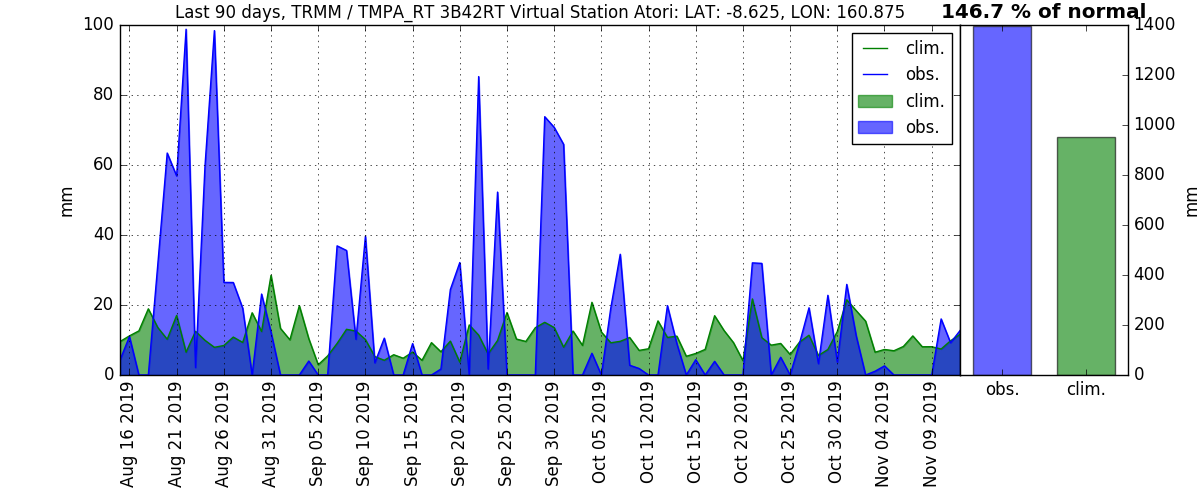 Last 90 days, TRMM / TMPA_RT 3B42RT Virtual Station Atori: LAT: -8.625, LON: 160.875
146.7 % of normal
mm
100
80
60
40
20
0
clim.
obs.
clim.
obs.
Aug 16 2019
Aug 21 2019
Aug 26 2019
Aug 31 2019
Sep 05 2019
Sep 10 2019
Sep 15 2019
Sep 20 2019
Sep 25 2019
Sep 30 2019
Oct 05 2019
Oct 10 2019
Oct 15 2019
Oct 20 2019
Oct 25 2019
Oct 30 2019
Nov 04 2019
Nov 09 2019
obs.
clim.
1400
1200
1000
800
600
400
200
0
mm